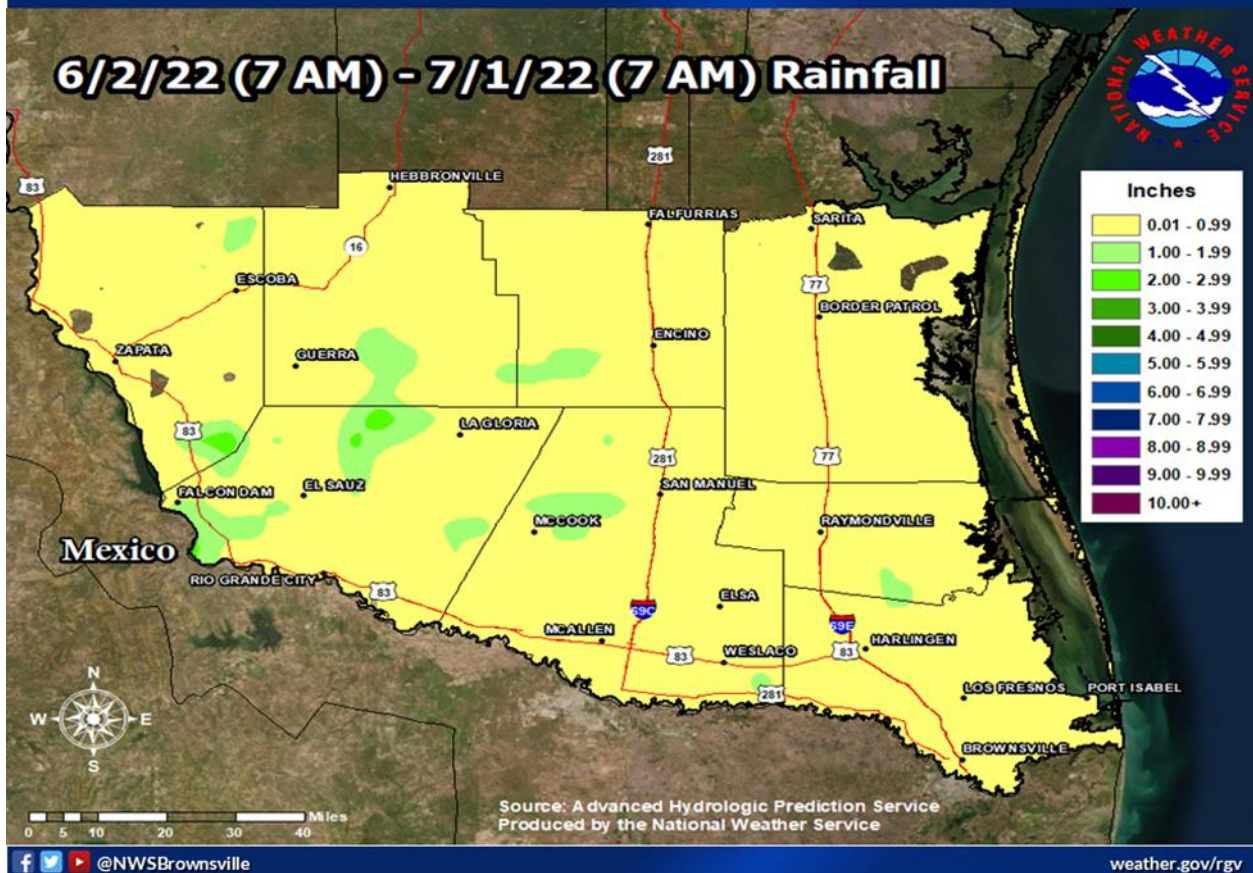 6/2/22 (7 AM) - 7/1/22 (7 AM) Rainfall
NATIONAL WEATHER SERVICE
83
281
HEBBRONVILLE
Inches
0.01 - 0.99
1.00 - 1.99
2.00 - 2.99
3.00 - 3.99
4.00 - 4.99
5.00 - 5.99
6.00 - 6.99
7.00 - 7.99
8.00 - 8.99
9.00 - 9.99
10.00+
FALFURRIAS
SARITA
16
ESCOBA
77
BORDER PATROL
ENCINO
ZAPATA
GUERRA
83
LA GLORIA
281
77
FALCON DAM
EL SAUZ
SAN MANUEL
MCCOOK
RAYMONDVILLE
Mexico
RIO GRANDE CITY
83
69C
ELSA
69E
MCALLEN
HARLINGEN
83
WESLACO
83
281
LOS FRESNOS
PORT ISABEL
BROWNSVILLE
N
W
E
S
Miles
0 5 10 20 30 40
Source: Advanced Hydrologic Prediction Service
Produced by the National Weather Service
@NWSBrownsville
weather.gov/rgv